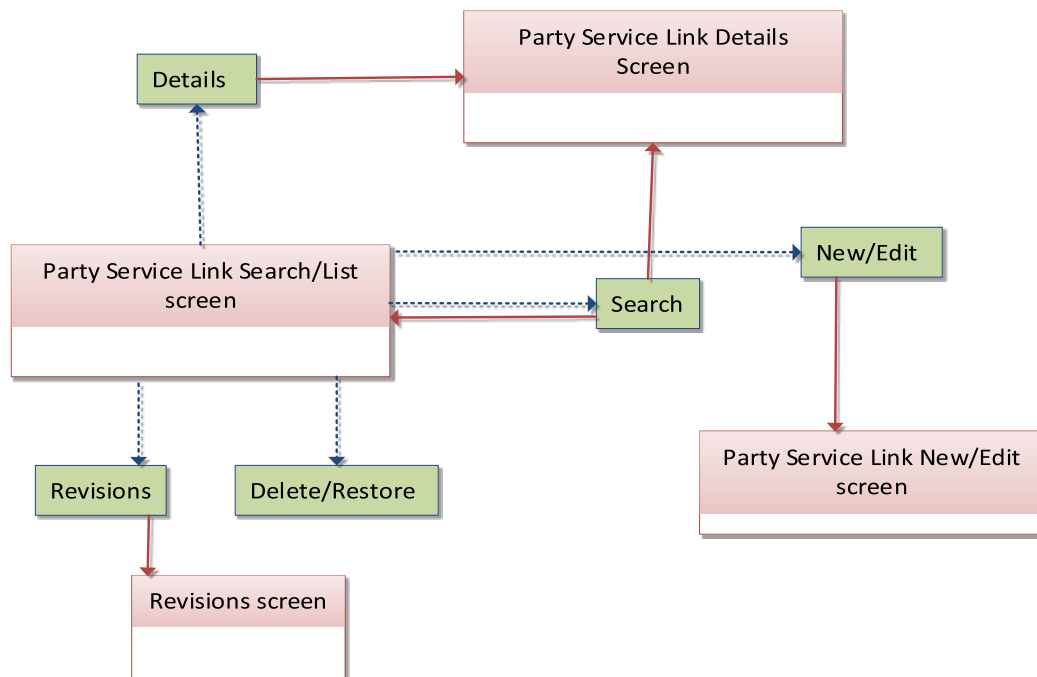 Party Service Link Details
Screen
Details
Party Service Link Search/List
screen
New/Edit
Search
Party Service Link New/Edit
screen
Revisions
Delete/Restore
Revisions screen